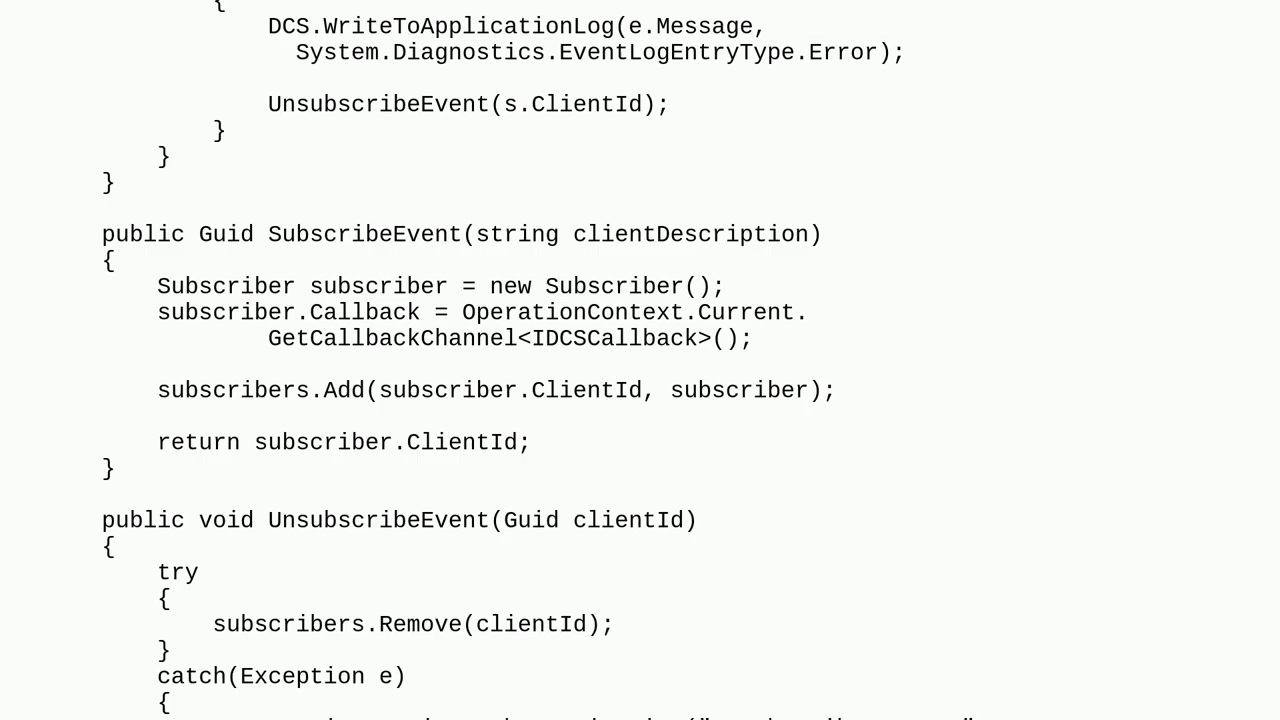 {
DCS.WriteToApplicationLog(e.Message,
System.Diagnostics.EventLogEntryType.Error);
UnsubscribeEvent(s.ClientId);
}
}
}
public Guid SubscribeEvent(string clientDescription)
{
Subscriber subscriber = new Subscriber();
subscriber.Callback = OperationContext.Current.
GetCallbackChannel<IDCSCallback>();
subscribers.Add(subscriber.ClientId, subscriber);
return subscriber.ClientId;
}
public void UnsubscribeEvent(Guid clientId)
{
try
{
subscribers.Remove(clientId);
}
catch(Exception e)
{